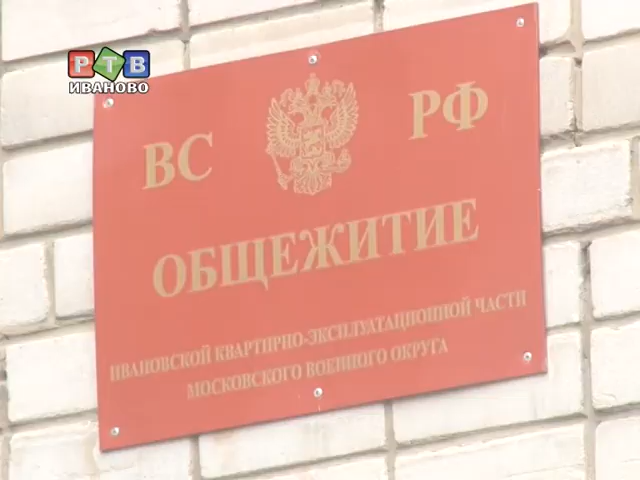 РТВ
ИВАНОВО
ВС РФ
ОБЩЕЖИТИЕ
ИВАНОВСКОЙ КВАРТИРНО-ЭКСПЛУАТАЦИОННОЙ ЧАСТИ
МОСКОВСКОГО ВОЕННОГО ОКРУГА